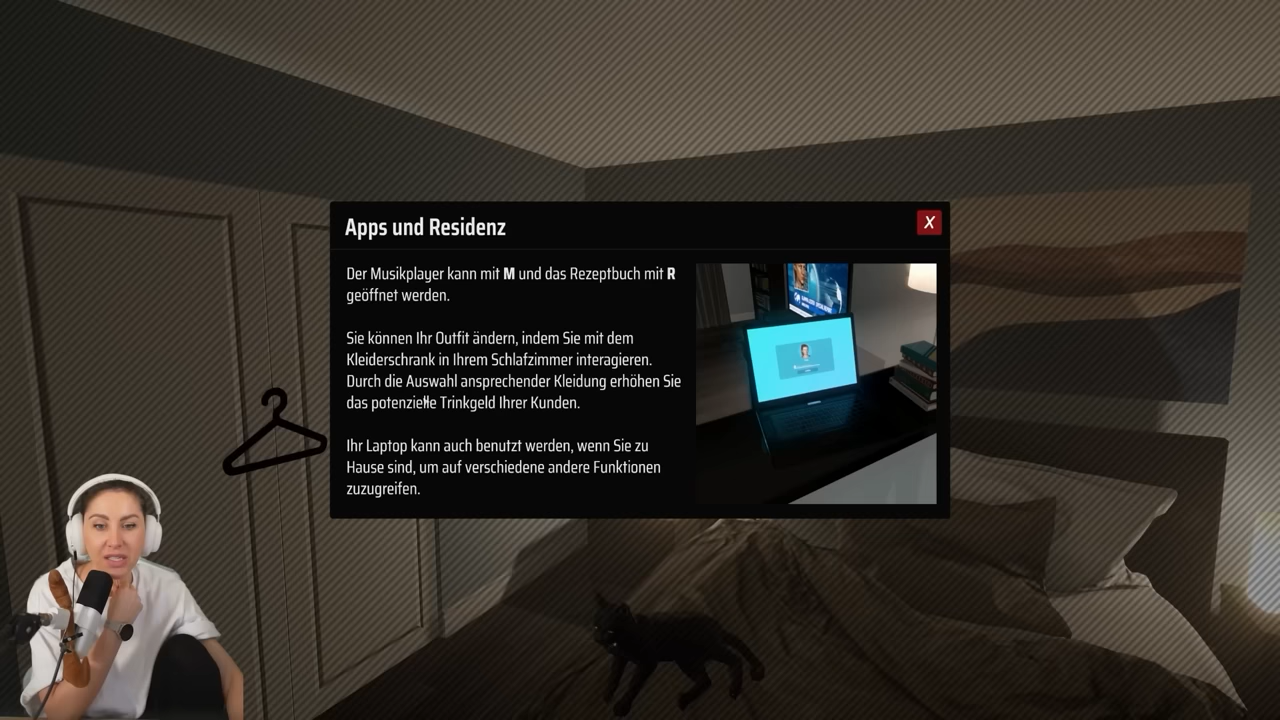 Apps und Residenz
X
Der Musikplayer kann mit M und das Rezeptbuch mit R
geöffnet werden.
Sie können Ihr Outfit ändern, indem Sie mit dem
Kleiderschrank in Ihrem Schlafzimmer interagieren.
Durch die Auswahl ansprechender Kleidung erhöhen Sie
das potenzielle Trinkgeld Ihrer Kunden.
Ihr Laptop kann auch benutzt werden, wenn Sie zu
Hause sind, um auf verschiedene andere Funktionen
zuzugreifen.